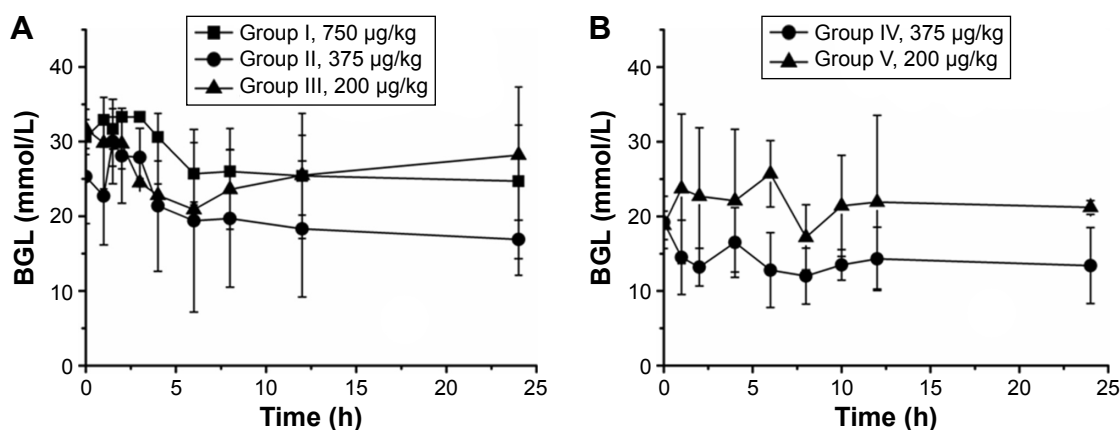 A
Group I, 750 µg/kg
Group II, 375 µg/kg
Group III, 200 µg/kg
BGL (mmol/L)
40
30
20
10
0
0 5 10 15 20 25
Time (h)
B
Group IV, 375 µg/kg
Group V, 200 µg/kg
BGL (mmol/L)
40
30
20
10
0
0 5 10 15 20 25
Time (h)